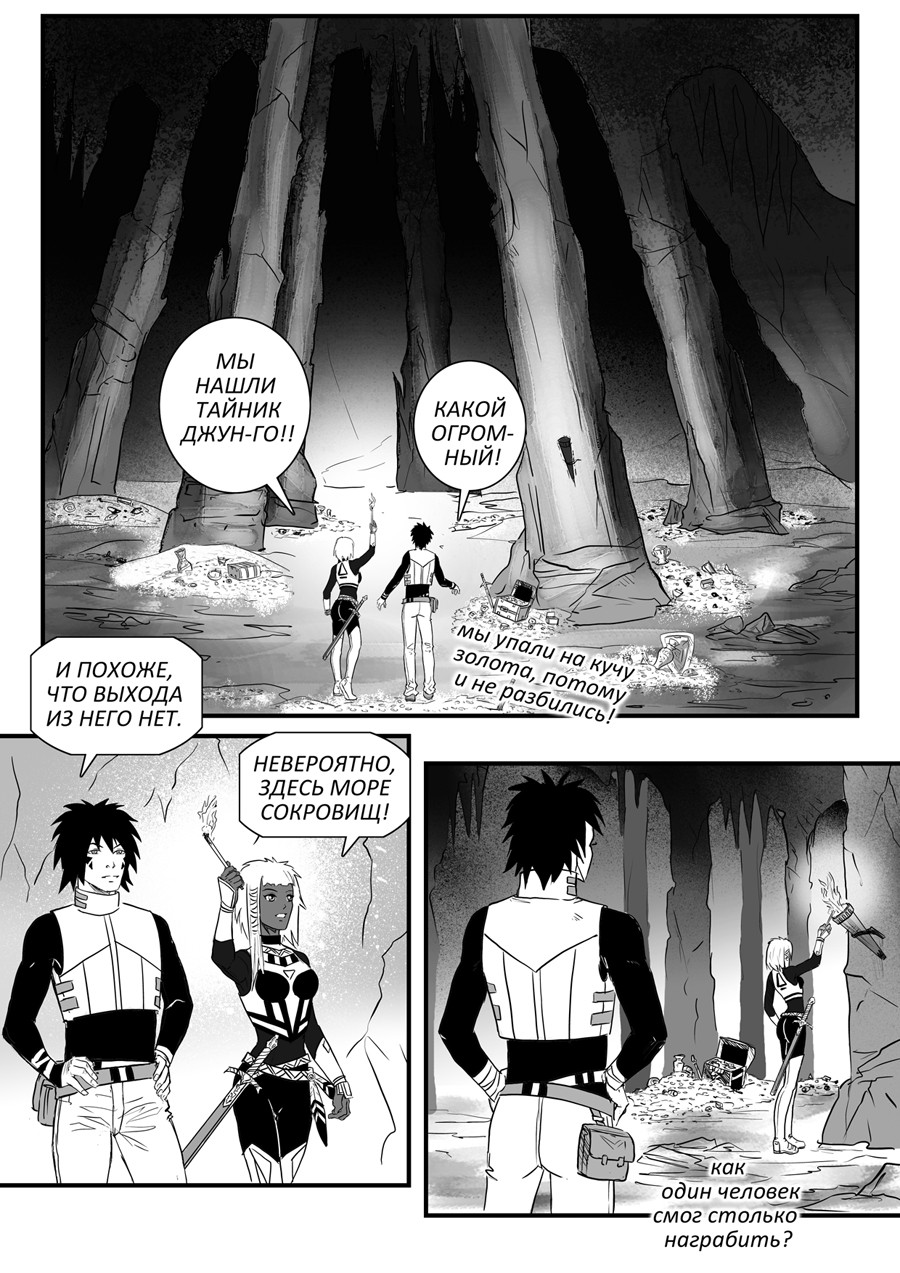 МЫ
НАШЛИ
ТАЙНИК
ДЖУН-ГО!!
КАКОЙ
ОГРОМ-
НЫЙ!
мы упали на кучу
золота, потому
и не разбились!
И ПОХОЖЕ,
ЧТО ВЫХОДА
ИЗ НЕГО НЕТ.
НЕВЕРОЯТНО,
ЗДЕСЬ МОРЕ
СОКРОВИЩ!
как
один человек
смог столько
награбить?